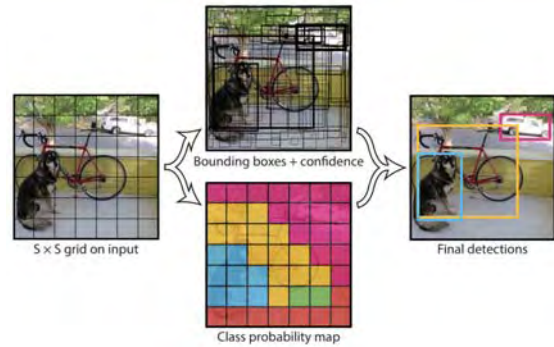 Bounding boxes + confidence
S × S grid on input
Final detections
Class probability map